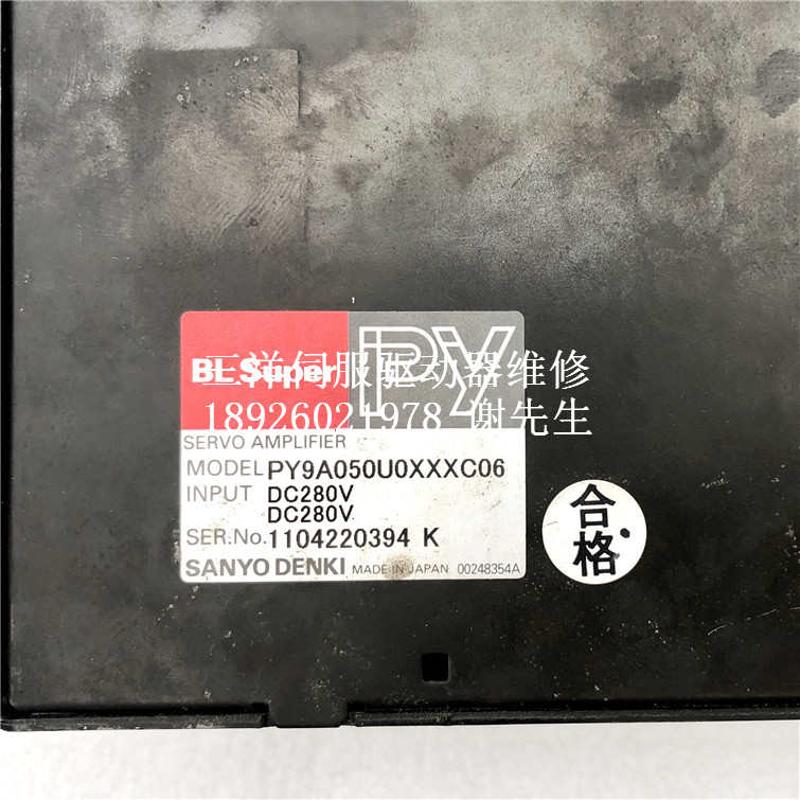 BL Super PY
三洋伺服驱动器维修
18926021978 谢先生
SERVO AMPLIFIER
MODEL PY9A050U0XXXC06
INPUT DC280V
DC280V
SER.No.1104220394 K
SANYO DENKI MADE IN JAPAN 00248354A
合格